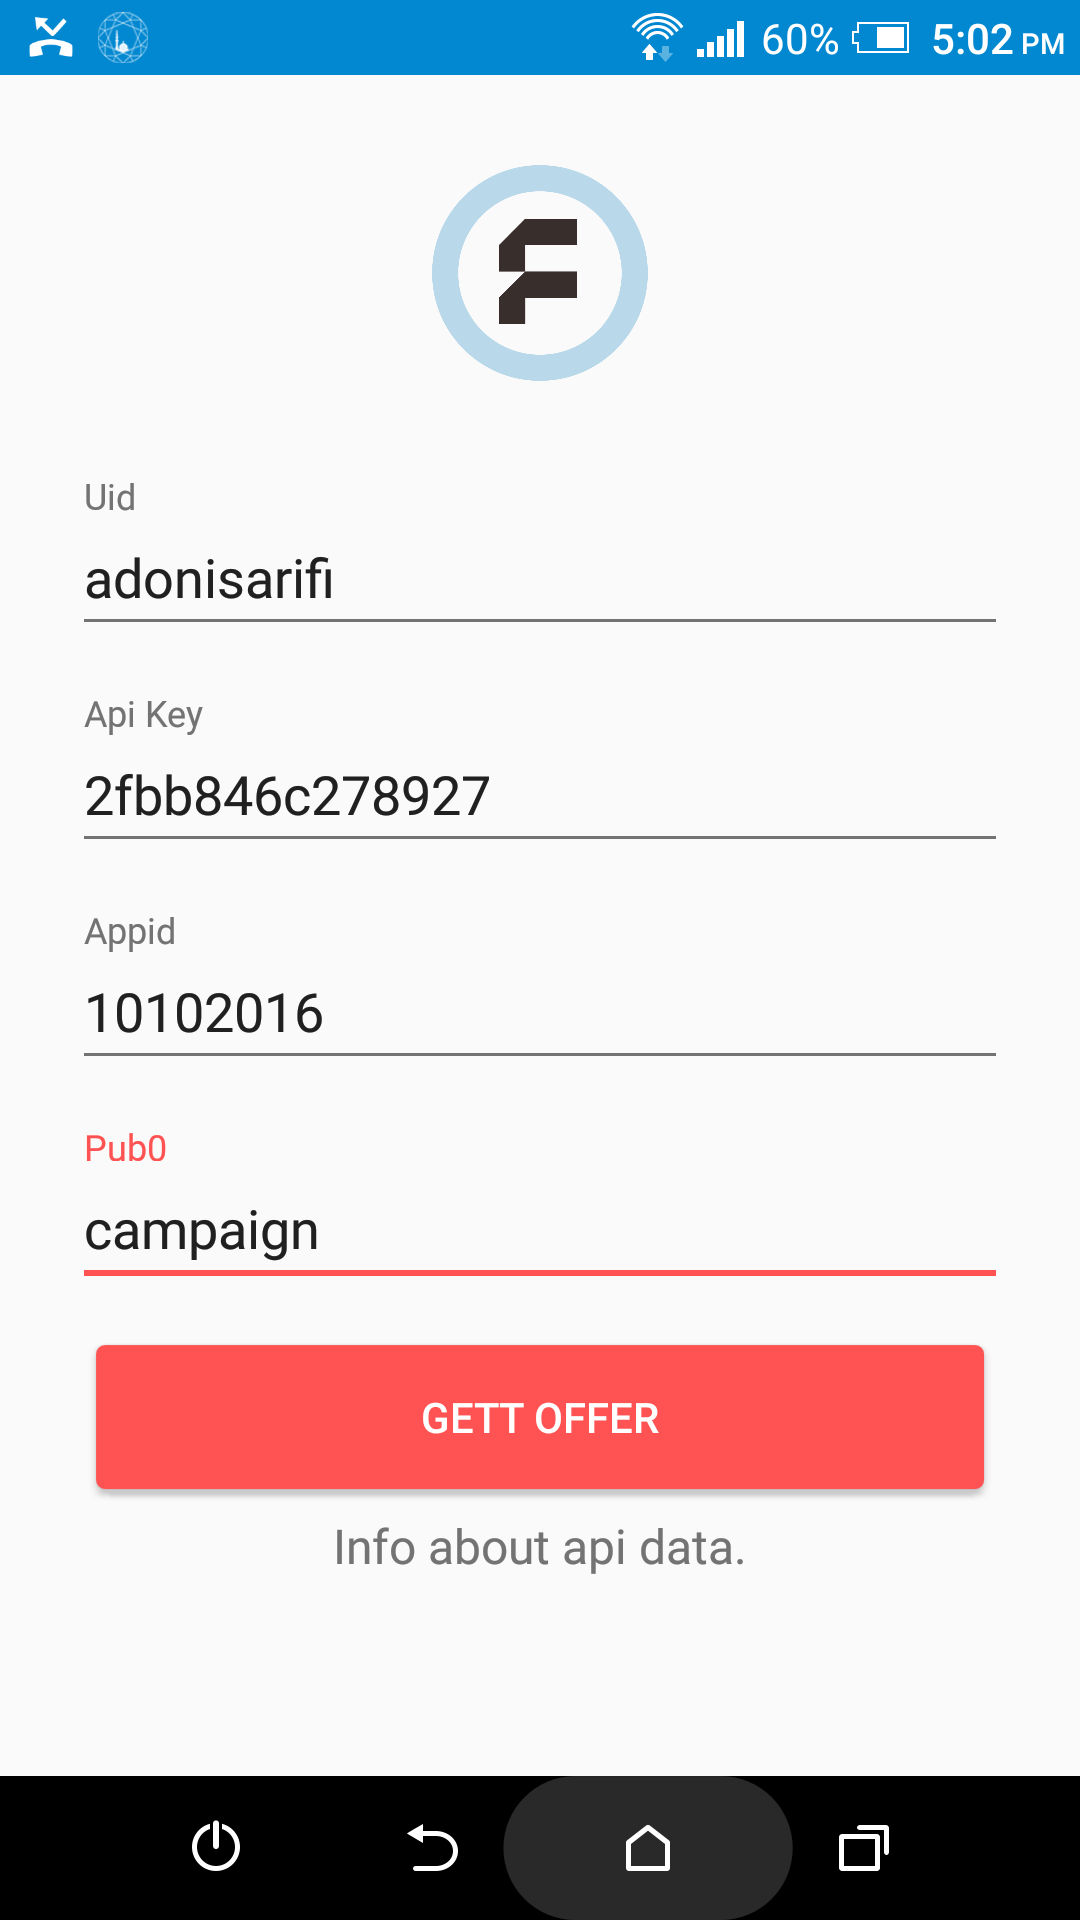 60% 5:02 PM
F
Uid
adonisarifi
Api Key
2fbb846c278927
Appid
10102016
Pub0
campaign
GETT OFFER
Info about api data.